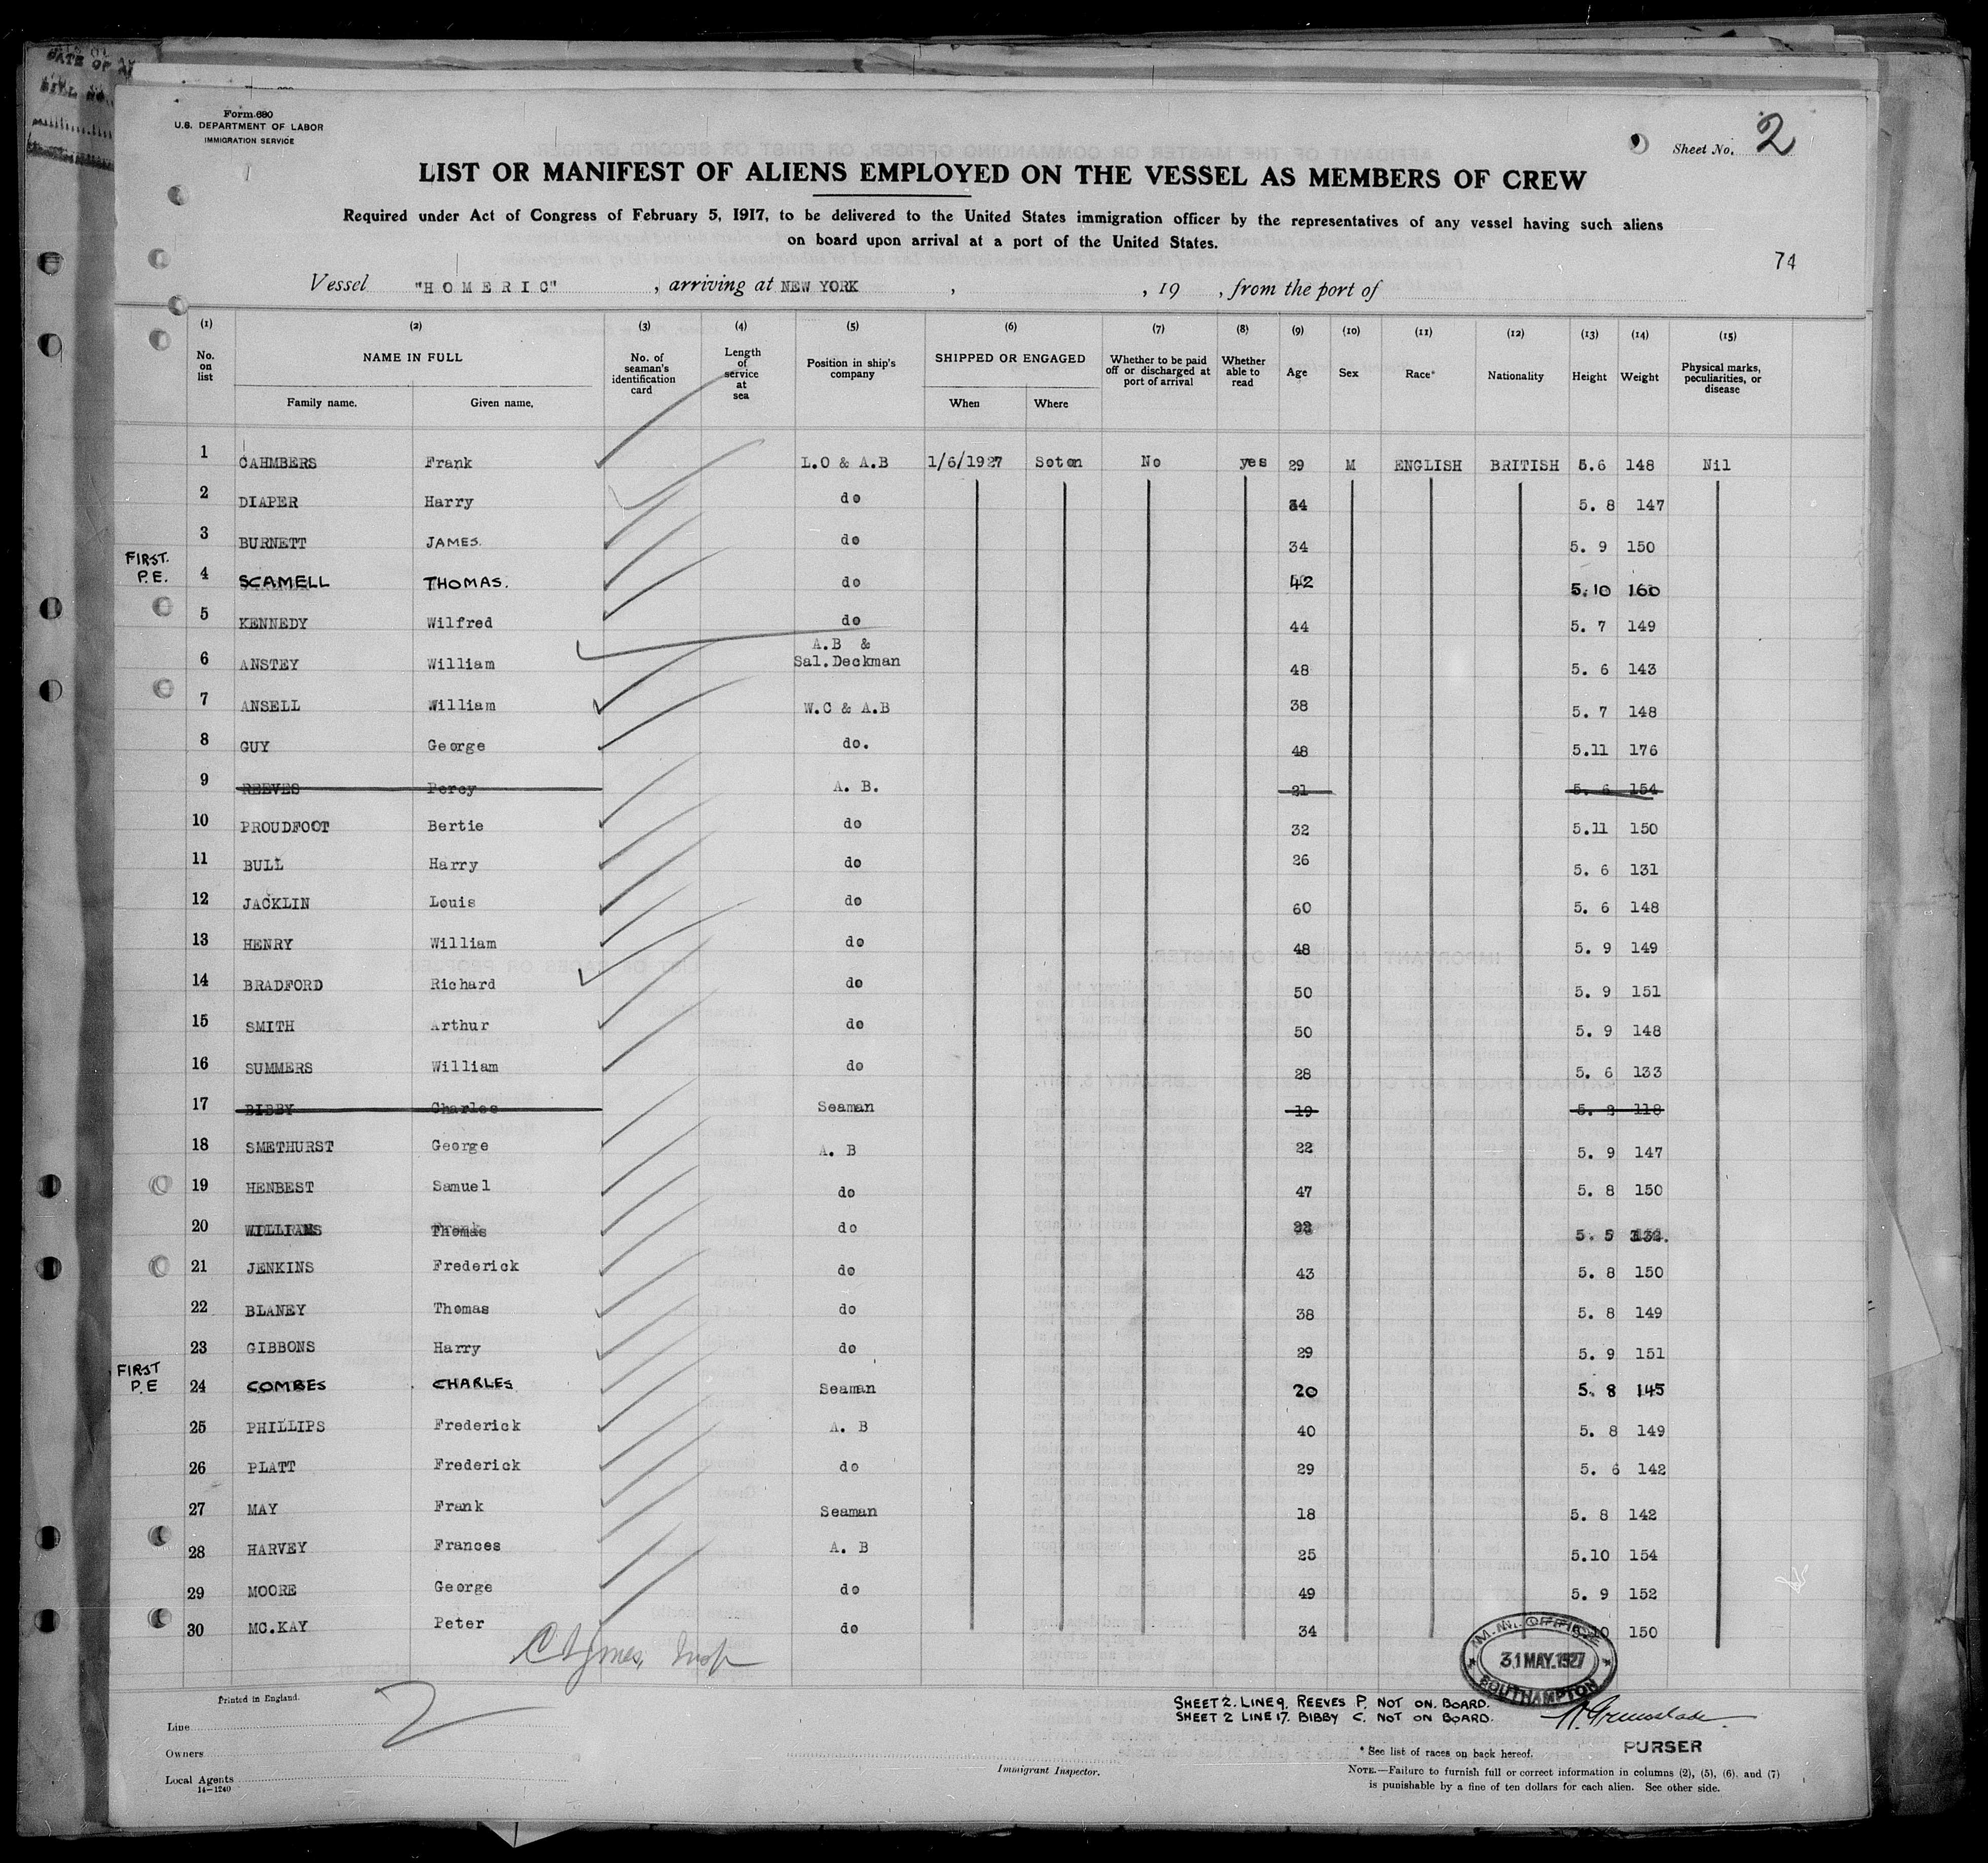 DATE OF
Form 680
U.S. DEPARTMENT OF LABOR
IMMIGRATION SERVICE
Sheet No. 2
LIST OR MANIFEST OF ALIENS EMPLOYED ON THE VESSEL AS MEMBERS OF CREW
Required under Act of Congress of February 5, 1917, to be delivered to the United States immigration officer by the representatives of any vessel having such aliens
on board upon arrival at a port of the United States.
74
Vessel "HOMERIC", arriving at NEW YORK, , 19 , from the port of
(1) (2) (3) (4) (5) (6) (7) (8) (9) (10) (11) (12) (13) (14) (15)
No. on list NAME IN FULL Family name. Given name. No. of seaman's identification card Length of service at sea Position in ship's company SHIPPED OR ENGAGED When Where Whether to be paid off or discharged at port of arrival Whether able to read Age Sex Race* Nationality Height Weight Physical marks, peculiarities, or disease
1 CAHMBERS Frank L.O & A.B 1/6/1927 Soton No yes 29 M ENGLISH BRITISH 5.6 148 Nil
2 DIAPER Harry do 34 5. 8 147
3 BURNETT JAMES. do 34 5. 9 150
FIRST. P.E. 4 SCAMELL THOMAS. do 42 5.10 160
5 KENNEDY Wilfred do 44 5. 7 149
6 ANSTEY William A.B & Sal.Deckman 48 5. 6 143
7 ANSELL William W.C & A.B 38 5. 7 148
8 GUY George do. 48 5.11 176
9 REEVES Percy A. B. 21 5. 6 154
10 PROUDFOOT Bertie do 32 5.11 150
11 BULL Harry do 26 5. 6 131
12 JACKLIN Louis do 60 5. 6 148
13 HENRY William do 48 5. 9 149
14 BRADFORD Richard do 50 5. 9 151
15 SMITH Arthur do 50 5. 9 148
16 SUMMERS William do 28 5. 6 133
17 BIBBY Charles Seaman 19 5. 8 118
18 SMETHURST George A. B 22 5. 9 147
19 HENBEST Samuel do 47 5. 8 150
20 WILLIAMS Thomas do 5. 5
21 JENKINS Frederick do 43 5. 8 150
22 BLANEY Thomas do 38 5. 8 149
23 GIBBONS Harry do 29 5. 9 151
FIRST P.E 24 COMBES CHARLES Seaman 20 5. 8 145
25 PHILLIPS Frederick A. B 40 5. 8 149
26 PLATT Frederick do 29 5. 6 142
27 MAY Frank Seaman 18 5. 8 142
28 HARVEY Frances A. B 25 5.10 154
29 MOORE George do 49 5. 9 152
30 MC.KAY Peter do 34 150
M.M. OFFICE
31 MAY.1927
SOUTHAMPTON
Printed in England.
2
SHEET 2. LINE 9. REEVES P. NOT ON. BOARD.
SHEET 2 LINE 17. BIBBY C. NOT ON BOARD.
PURSER
Line
Owners
Local Agents
14—1240
Immigrant Inspector.
* See list of races on back hereof.
NOTE.—Failure to furnish full or correct information in columns (2), (5), (6), and (7)
is punishable by a fine of ten dollars for each alien. See other side.